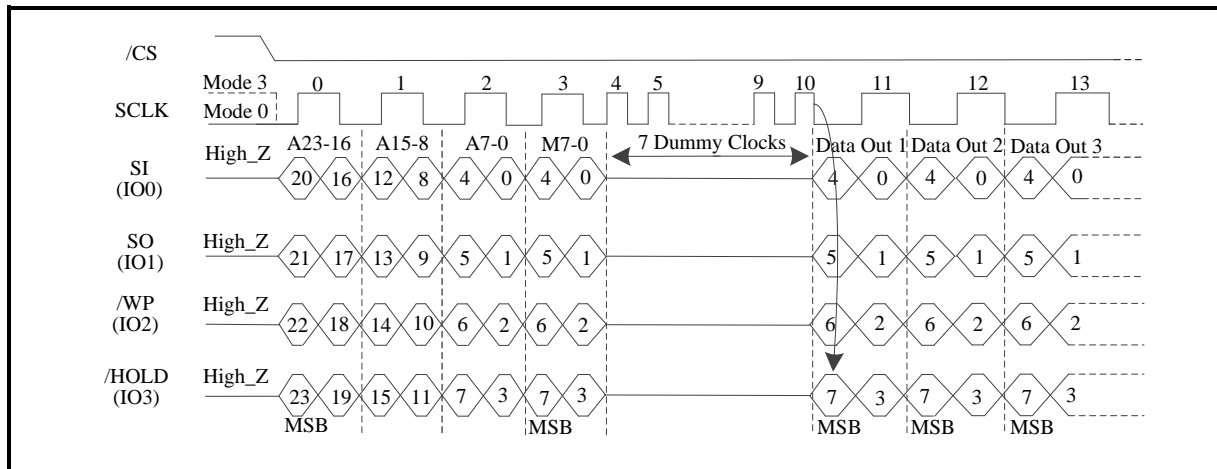 /CS
Mode 3 0 1 2 3 4 5 9 10 11 12 13
SCLK Mode 0
A23-16 A15-8 A7-0 M7-0 7 Dummy Clocks Data Out 1 Data Out 2 Data Out 3
SI (IO0) High_Z 20 16 12 8 4 0 4 0 4 0 4 0 4 0
SO (IO1) High_Z 21 17 13 9 5 1 5 1 5 1 5 1 5 1
/WP (IO2) High_Z 22 18 14 10 6 2 6 2 6 2 6 2 6 2
/HOLD (IO3) High_Z 23 19 15 11 7 3 7 3 7 3 7 3 7 3
MSB MSB MSB MSB MSB